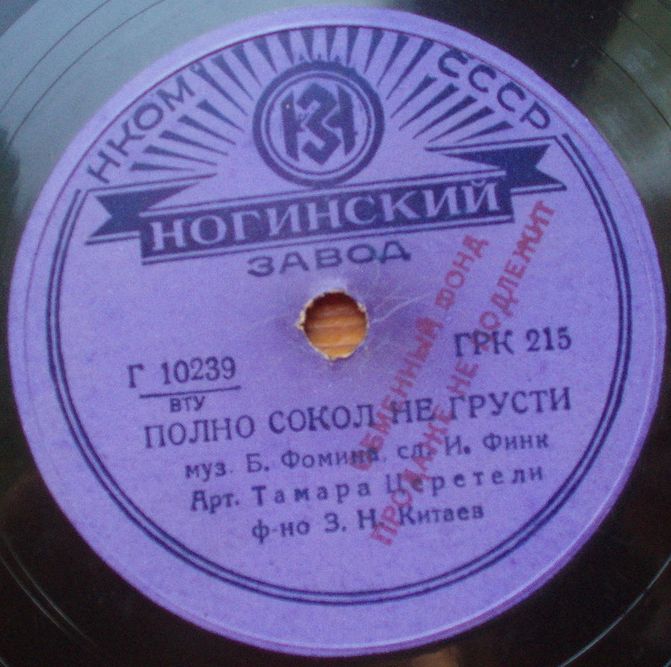 НКОМ СССР
НЗ
НОГИНСКИЙ
ЗАВОД
Г 10239
ВТУ
ГРК 215
ПОЛНО СОКОЛ НЕ ГРУСТИ
муз. Б. Фомина, сл. И. Финк
Арт. Тамара Церетели
ф-но З. Н. Китаев
ОБМЕННЫЙ ФОНД
ПРОДАЖЕ НЕ ПОДЛЕЖИТ